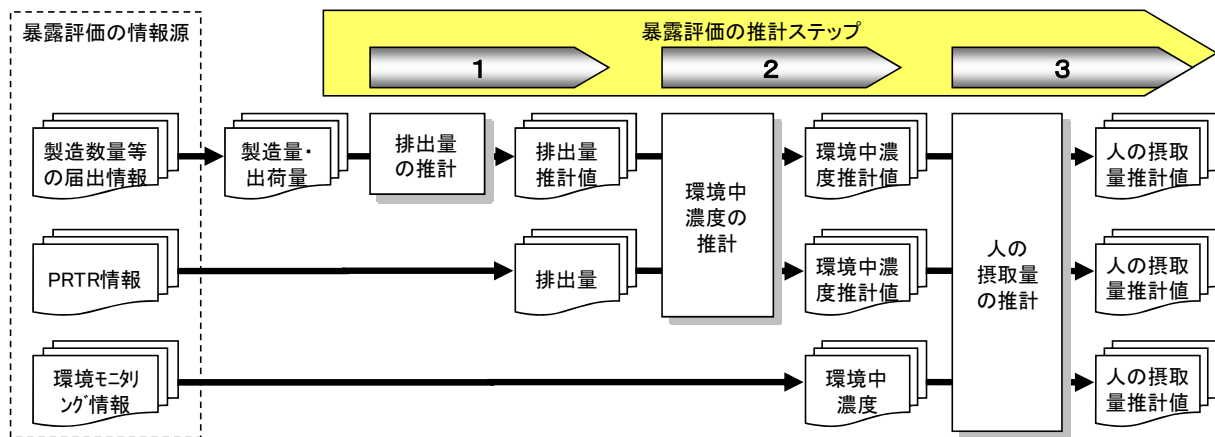 暴露評価の情報源
暴露評価の推計ステップ
1
2
3
製造数量等
の届出情報
製造量・
出荷量
排出量
の推計
排出量
推計値
環境中
濃度の
推計
環境中濃
度推計値
人の
摂取量
の推計
人の摂取
量推計値
PRTR情報
排出量
環境中濃
度推計値
人の摂取
量推計値
環境ﾓﾆﾀﾘ
ﾝｸﾞ情報
環境中
濃度
人の摂取
量推計値